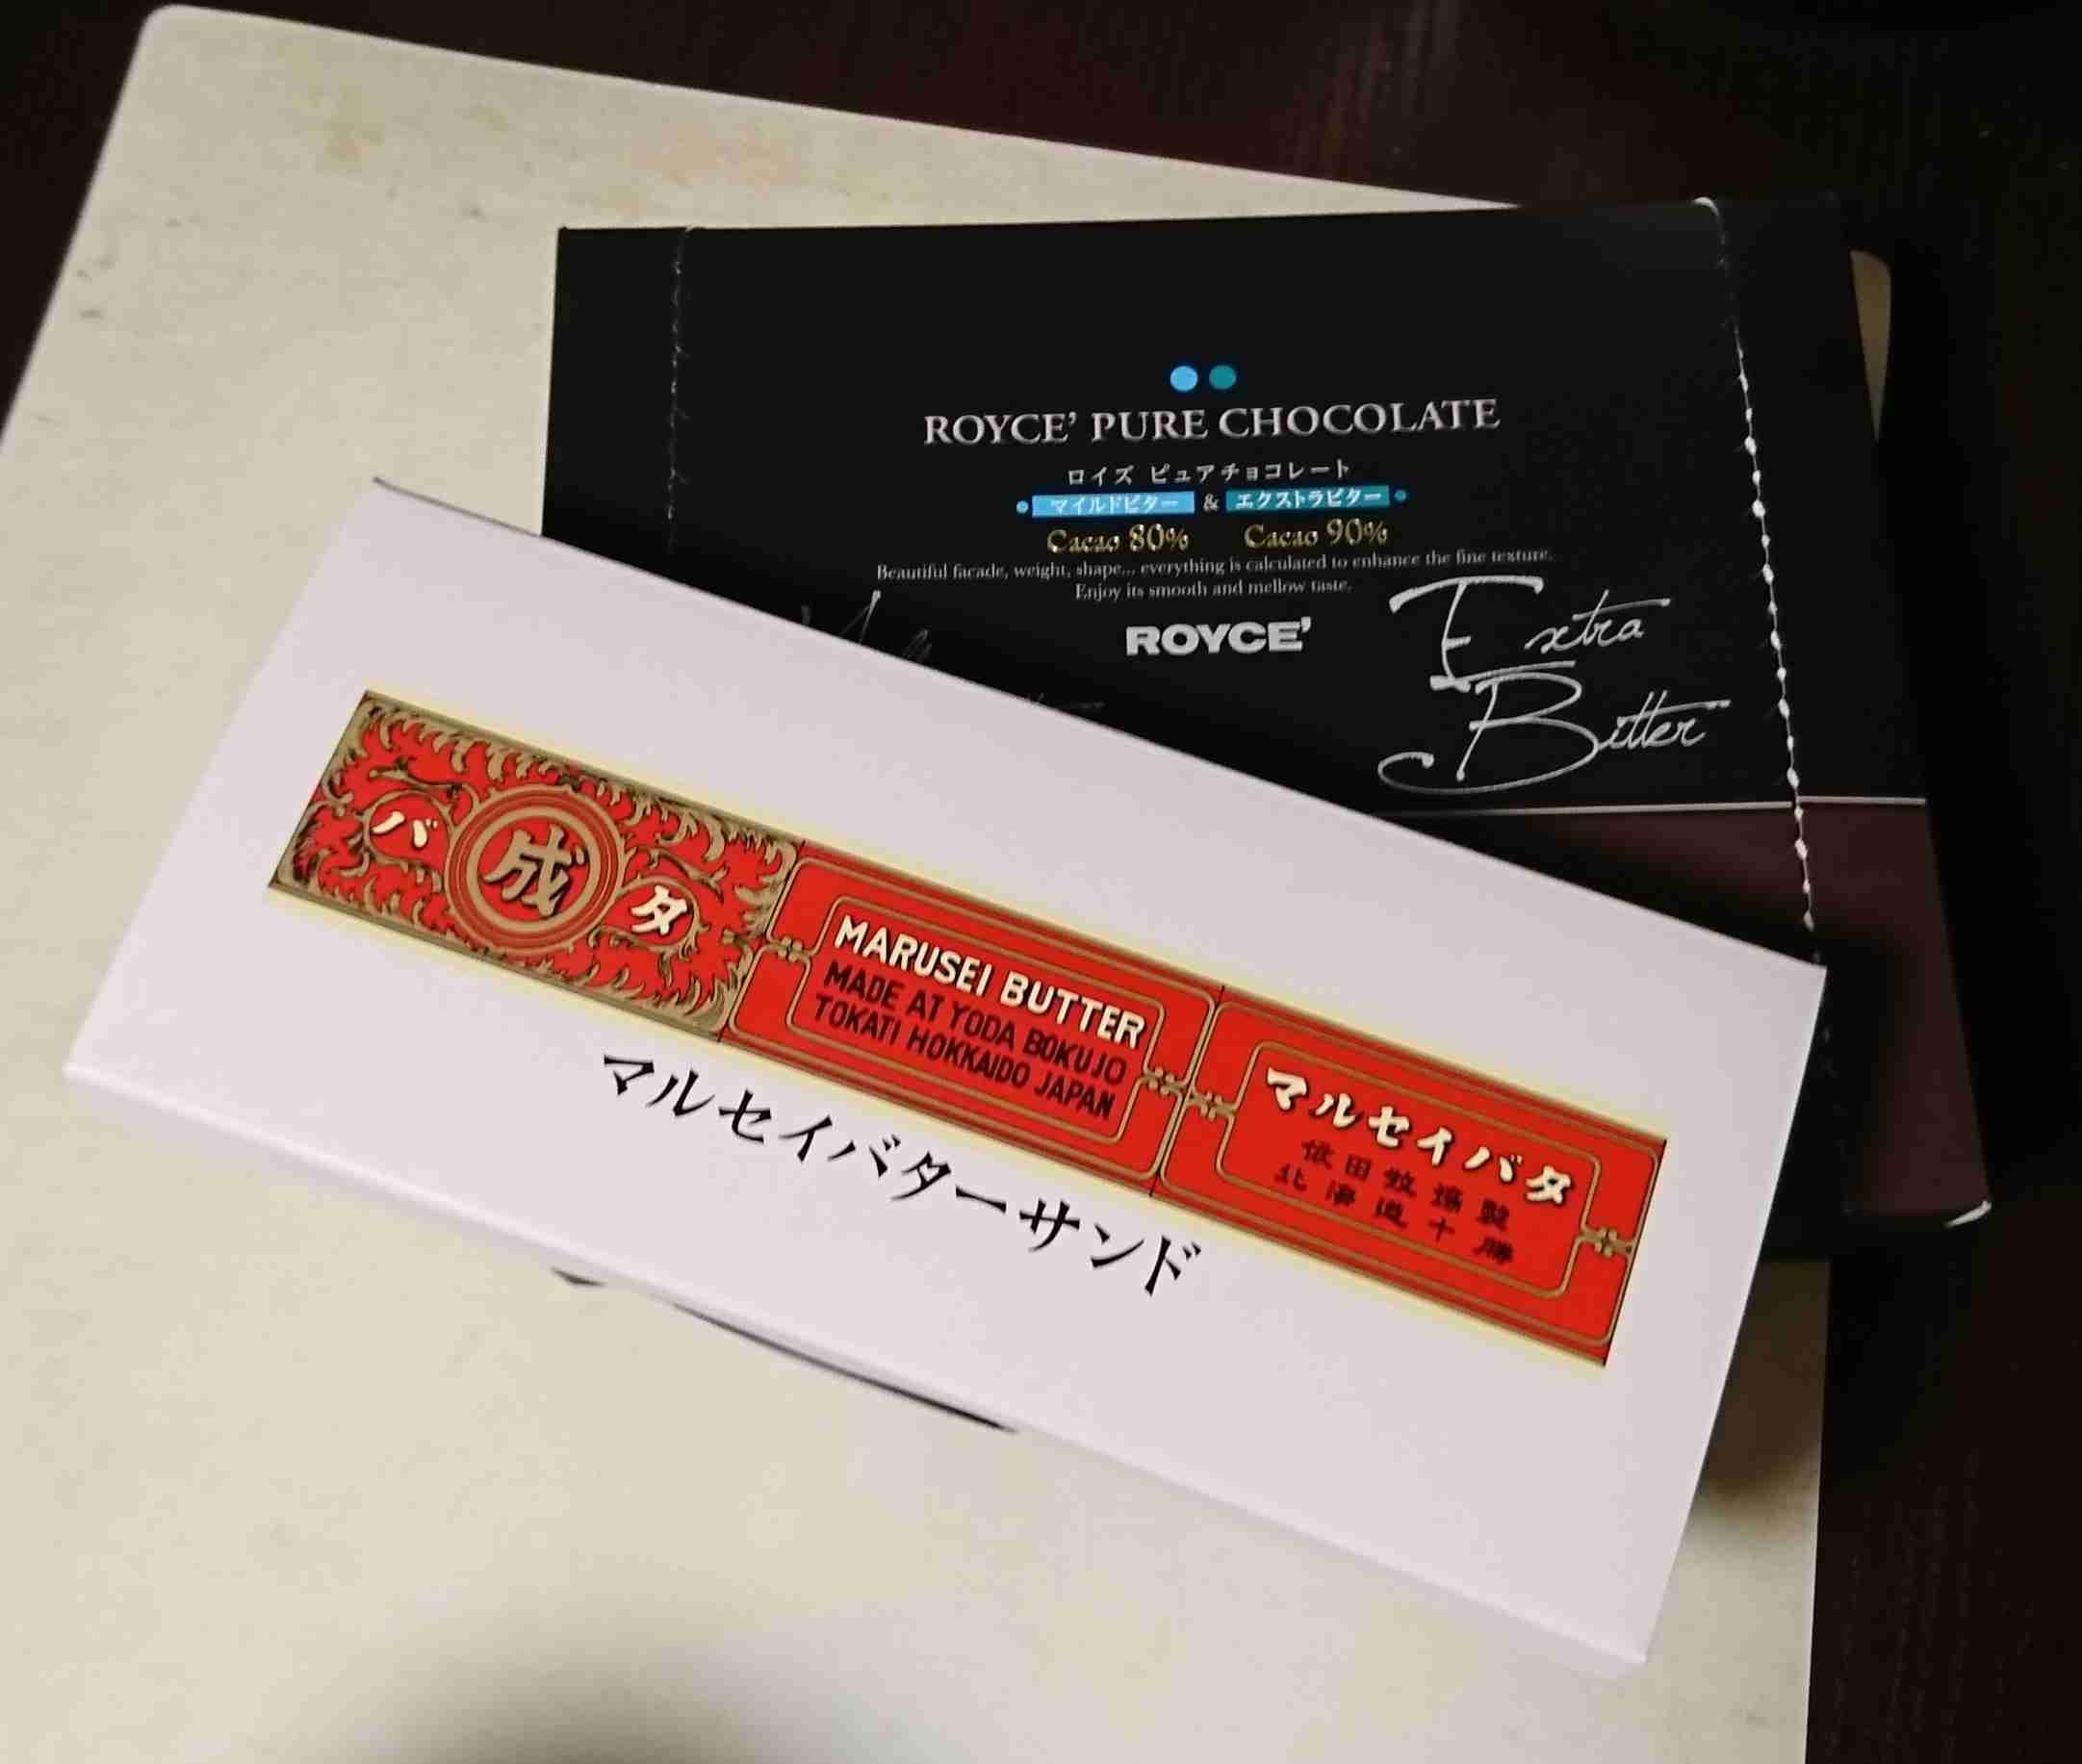 ROYCE' PURE CHOCOLATE
ロイズ ピュアチョコレート
マイルドビター & エクストラビター
Cacao 80% Cacao 90%
Beautiful facade, weight, shape... everything is calculated to enhance the fine texture.
Enjoy its smooth and mellow taste.
ROYCE'
Extra
Bitter
バ 成 タ
MARUSEI BUTTER
MADE AT YODA BOKUJO
TOKATI HOKKAIDO JAPAN
マルセイバタ
依田牧場製
北海道十勝
マルセイバターサンド